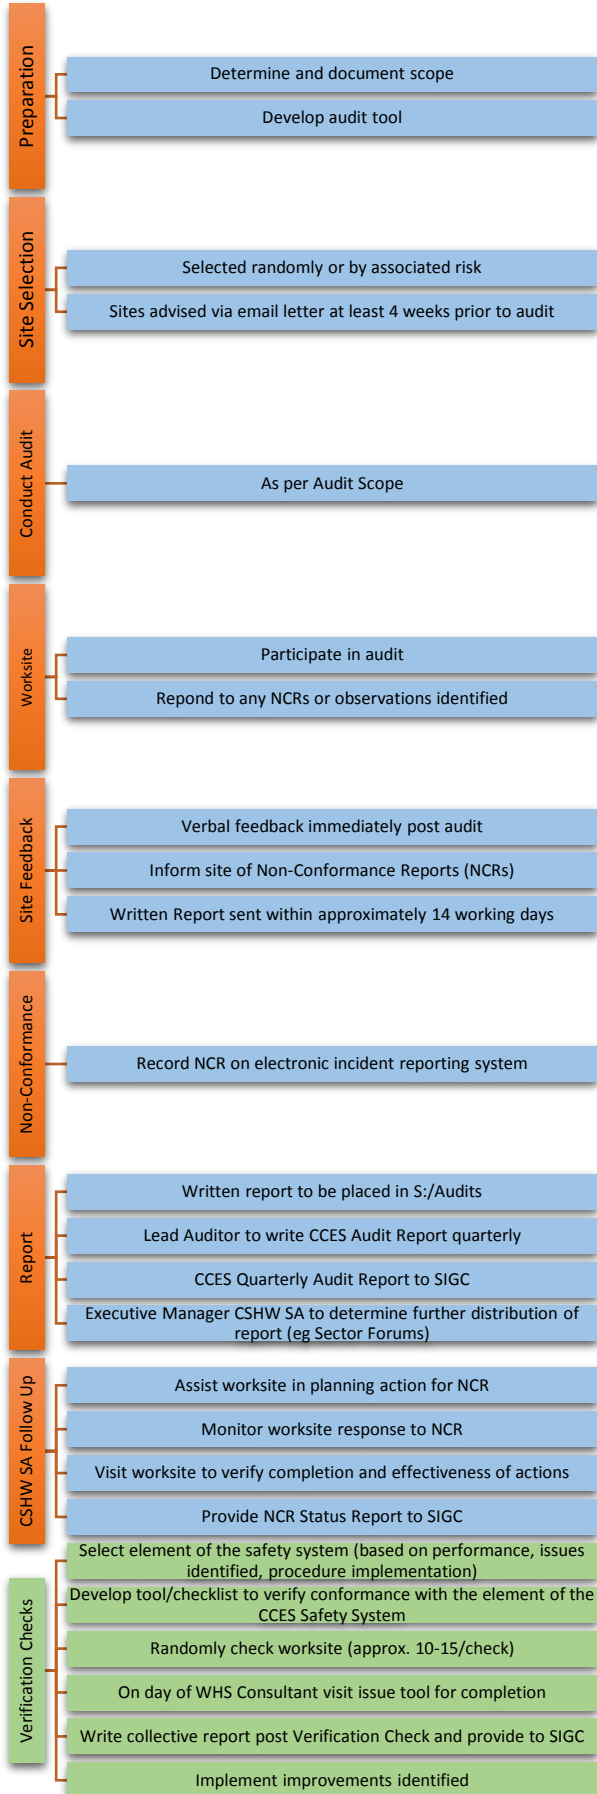 Preparation
Determine and document scope
Develop audit tool
Site Selection
Selected randomly or by associated risk
Sites advised via email letter at least 4 weeks prior to audit
Conduct Audit
As per Audit Scope
Worksite
Participate in audit
Repond to any NCRs or observations identified
Site Feedback
Verbal feedback immediately post audit
Inform site of Non-Conformance Reports (NCRs)
Written Report sent within approximately 14 working days
Non-Conformance
Record NCR on electronic incident reporting system
Report
Written report to be placed in S:/Audits
Lead Auditor to write CCES Audit Report quarterly
CCES Quarterly Audit Report to SIGC
Executive Manager CSHW SA to determine further distribution of
report (eg Sector Forums)
CSHW SA Follow Up
Assist worksite in planning action for NCR
Monitor worksite response to NCR
Visit worksite to verify completion and effectiveness of actions
Provide NCR Status Report to SIGC
Verification Checks
Select element of the safety system (based on performance, issues
identified, procedure implementation)
Develop tool/checklist to verify conformance with the element of the
CCES Safety System
Randomly check worksite (approx. 10-15/check)
On day of WHS Consultant visit issue tool for completion
Write collective report post Verification Check and provide to SIGC
Implement improvements identified